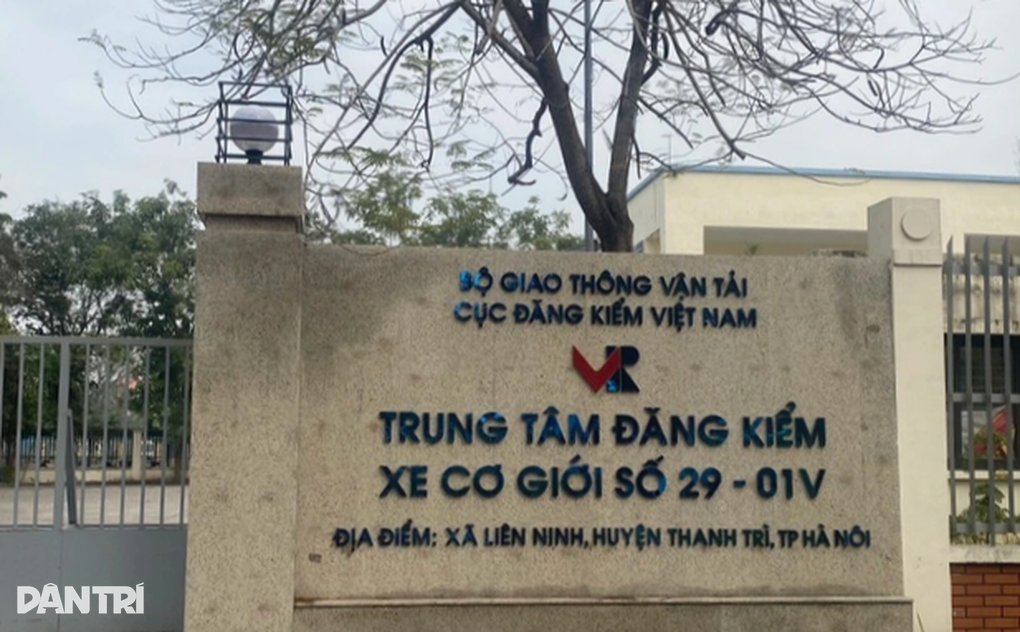 BỘ GIAO THÔNG VẬN TẢI
CỤC ĐĂNG KIỂM VIỆT NAM
VR
TRUNG TÂM ĐĂNG KIỂM
XE CƠ GIỚI SỐ 29 - 01V
ĐỊA ĐIỂM: XÃ LIÊN NINH, HUYỆN THANH TRÌ, TP HÀ NÔI
DÂN TRÍ